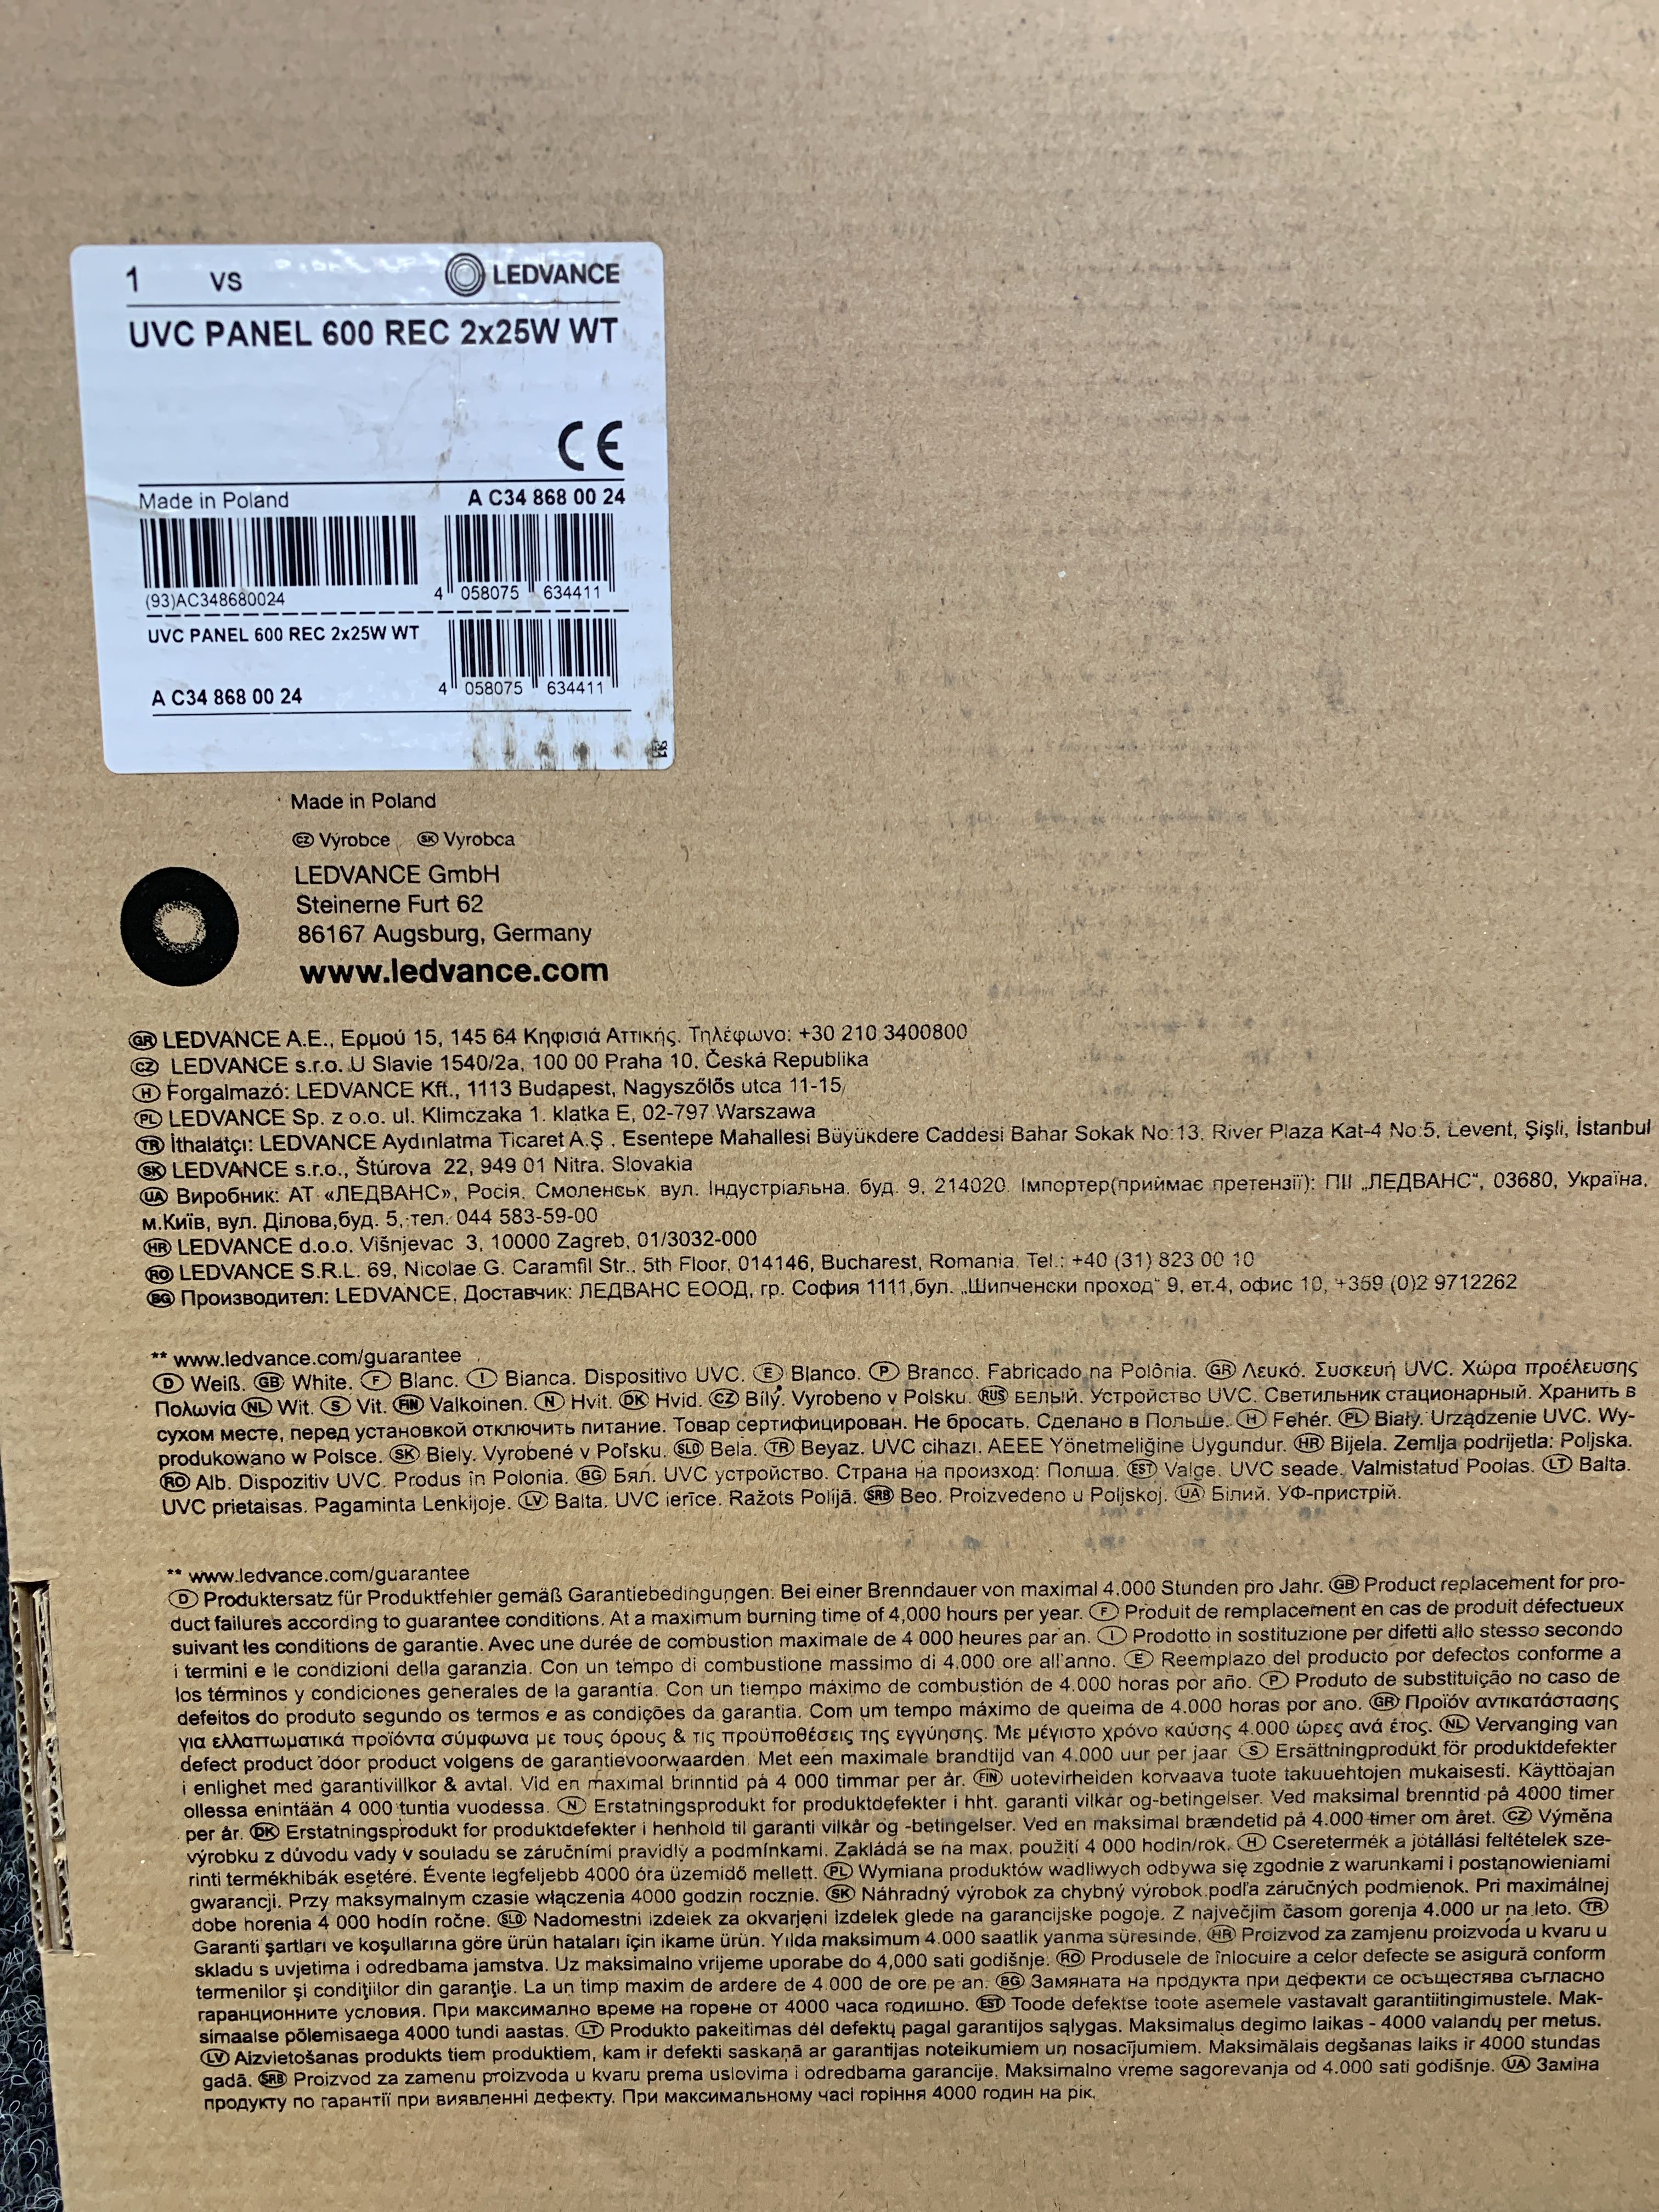 1 VS LEDVANCE
UVC PANEL 600 REC 2x25W WT
CE
Made in Poland A C34 868 00 24
(93)AC348680024 4 058075 634411
UVC PANEL 600 REC 2x25W WT
4 058075 634411
A C34 868 00 24
Made in Poland
CZ Výrobce SK Výrobca
LEDVANCE GmbH
Steinerne Furt 62
86167 Augsburg, Germany
www.ledvance.com
GR LEDVANCE A.E., Ερμού 15, 145 64 Κηφισιά Αττικής. Τηλέφωνο: +30 210 3400800
CZ LEDVANCE s.r.o. U Slavie 1540/2a, 100 00 Praha 10, Česká Republika
H Forgalmazó: LEDVANCE Kft., 1113 Budapest, Nagyszőlős utca 11-15
PL LEDVANCE Sp. z o.o. ul. Klimczaka 1, klatka E, 02-797 Warszawa
TR İthalatçı: LEDVANCE Aydınlatma Ticaret A.Ş., Esentepe Mahallesi Büyükdere Caddesi Bahar Sokak No:13, River Plaza Kat-4 No:5, Levent, Şişli, İstanbul
SK LEDVANCE s.r.o., Štúrova 22, 949 01 Nitra, Slovakia
UA Виробник: АТ «ЛЕДВАНС», Росія, Смоленськ, вул. Індустріальна, буд. 9, 214020. Імпортер(приймає претензії): ПІІ „ЛЕДВАНС“, 03680, Україна,
м.Київ, вул. Ділова,буд. 5, тел. 044 583-59-00
HR LEDVANCE d.o.o. Višnjevac 3, 10000 Zagreb, 01/3032-000
RO LEDVANCE S.R.L. 69, Nicolae G. Caramfil Str., 5th Floor, 014146, Bucharest, Romania. Tel.: +40 (31) 823 00 10
BG Производител: LEDVANCE, Доставчик: ЛЕДВАНС ЕООД, гр. София 1111,бул. „Шипченски проход“ 9, ет.4, офис 10, +359 (0)2 9712262
** www.ledvance.com/guarantee
D Weiß. GB White. F Blanc. I Bianca. Dispositivo UVC. E Blanco. P Branco. Fabricado na Polônia. GR Λευκό. Συσκευή UVC. Χώρα προέλευσης
Πολωνία NL Wit. S Vit. FIN Valkoinen. N Hvit. DK Hvid. CZ Bílý. Vyrobeno v Polsku. RUS БЕЛЫЙ. Устройство UVC. Светильник стационарный. Хранить в
сухом месте, перед установкой отключить питание. Товар сертифицирован. Не бросать. Сделано в Польше. H Fehér. PL Biały. Urządzenie UVC. Wy-
produkowano w Polsce. SK Biely. Vyrobené v Poľsku. SLO Bela. TR Beyaz. UVC cihazı. AEEE Yönetmeliğine Uygundur. HR Bijela. Zemlja podrijetla: Poljska.
RO Alb. Dispozitiv UVC. Produs în Polonia. BG Бял. UVC устройство. Страна на произход: Полша. EST Valge. UVC seade. Valmistatud Poolas. LT Balta.
UVC prietaisas. Pagaminta Lenkijoje. LV Balta. UVC ierīce. Ražots Polijā. SRB Beo. Proizvedeno u Poljskoj. UA Білий. УФ-пристрій.
** www.ledvance.com/guarantee
D Produktersatz für Produktfehler gemäß Garantiebedingungen. Bei einer Brenndauer von maximal 4.000 Stunden pro Jahr. GB Product replacement for pro-
duct failures according to guarantee conditions. At a maximum burning time of 4,000 hours per year. F Produit de remplacement en cas de produit défectueux
suivant les conditions de garantie. Avec une durée de combustion maximale de 4 000 heures par an. I Prodotto in sostituzione per difetti allo stesso secondo
i termini e le condizioni della garanzia. Con un tempo di combustione massimo di 4.000 ore all'anno. E Reemplazo del producto por defectos conforme a
los términos y condiciones generales de la garantía. Con un tiempo máximo de combustión de 4.000 horas por año. P Produto de substituição no caso de
defeitos do produto segundo os termos e as condições da garantia. Com um tempo máximo de queima de 4.000 horas por ano. GR Προϊόν αντικατάστασης
για ελλαττωματικά προϊόντα σύμφωνα με τους όρους & τις προϋποθέσεις της εγγύησης. Με μέγιστο χρόνο καύσης 4.000 ώρες ανά έτος. NL Vervanging van
defect product door product volgens de garantievoorwaarden. Met een maximale brandtijd van 4.000 uur per jaar. S Ersättningprodukt för produktdefekter
i enlighet med garantivillkor & avtal. Vid en maximal brinntid på 4 000 timmar per år. FIN uotevirheiden korvaava tuote takuuehtojen mukaisesti. Käyttöajan
ollessa enintään 4 000 tuntia vuodessa. N Erstatningsprodukt for produktdefekter i hht. garanti vilkår og-betingelser. Ved maksimal brenntid på 4000 timer
per år. DK Erstatningsprodukt for produktdefekter i henhold til garanti vilkår og -betingelser. Ved en maksimal brændetid på 4.000 timer om året. CZ Výměna
výrobku z důvodu vady v souladu se záručními pravidly a podmínkami. Zakládá se na max. použití 4 000 hodin/rok. H Cseretermék a jótállási feltételek sze-
rinti termékhibák esetére. Évente legfeljebb 4000 óra üzemidő mellett. PL Wymiana produktów wadliwych odbywa się zgodnie z warunkami i postanowieniami
gwarancji. Przy maksymalnym czasie włączenia 4000 godzin rocznie. SK Náhradný výrobok za chybný výrobok podľa záručných podmienok. Pri maximálnej
dobe horenia 4 000 hodín ročne. SLO Nadomestni izdelek za okvarjeni izdelek glede na garancijske pogoje. Z največjim časom gorenja 4.000 ur na leto. TR
Garanti şartları ve koşullarına göre ürün hataları için ikame ürün. Yılda maksimum 4.000 saatlik yanma süresinde. HR Proizvod za zamjenu proizvoda u kvaru u
skladu s uvjetima i odredbama jamstva. Uz maksimalno vrijeme uporabe do 4,000 sati godišnje. RO Produsele de înlocuire a celor defecte se asigură conform
termenilor şi condiţiilor din garanţie. La un timp maxim de ardere de 4.000 de ore pe an. BG Замяната на продукта при дефекти се осъществява съгласно
гаранционните условия. При максимално време на горене от 4000 часа годишно. EST Toode defektse toote asemele vastavalt garantiitingimustele. Mak-
simaalse põlemisaega 4000 tundi aastas. LT Produkto pakeitimas dėl defektų pagal garantijos sąlygas. Maksimalus degimo laikas - 4000 valandų per metus.
LV Aizvietošanas produkts tiem produktiem, kam ir defekti saskaņā ar garantijas noteikumiem un nosacījumiem. Maksimālais degšanas laiks ir 4000 stundas
gadā. SRB Proizvod za zamenu proizvoda u kvaru prema uslovima i odredbama garancije. Maksimalno vreme sagorevanja od 4.000 sati godišnje. UA Заміна
продукту по гарантії при виявленні дефекту. При максимальному часі горіння 4000 годин на рік.